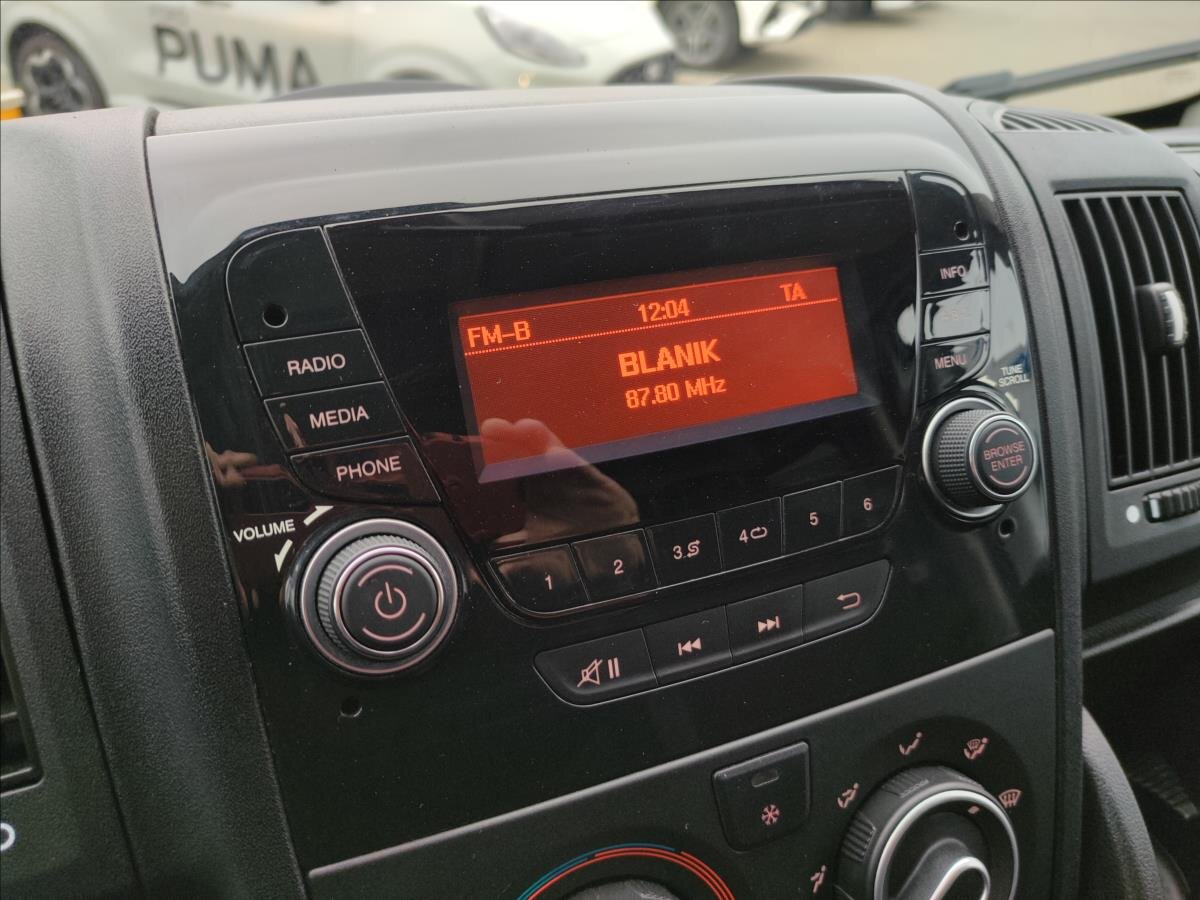 PUMA
FM-B
12:04
TA
BLANIK
87.80 MHz
RADIO
MEDIA
PHONE
VOLUME
INFO
MENU
TUNE
SCROLL
BROWSE
ENTER
1
2
3
4
5
6